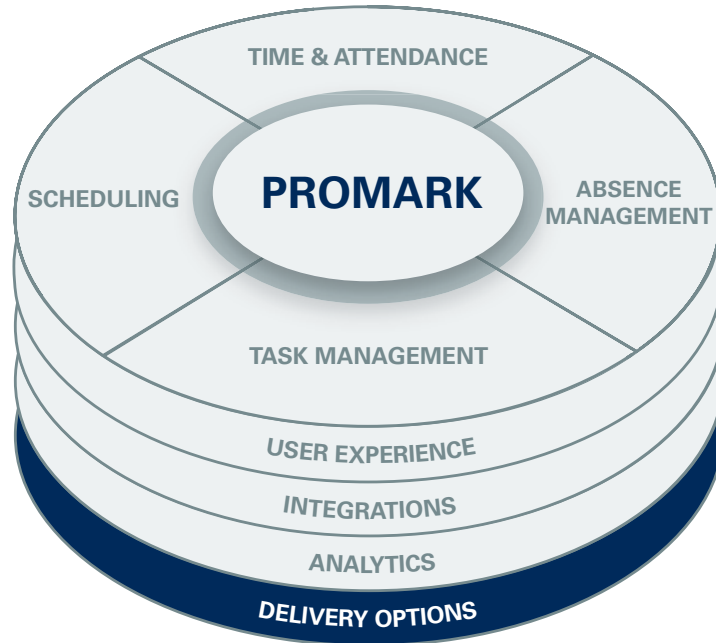 TIME & ATTENDANCE
PROMARK
SCHEDULING
ABSENCE
MANAGEMENT
TASK MANAGEMENT
USER EXPERIENCE
INTEGRATIONS
ANALYTICS
DELIVERY OPTIONS